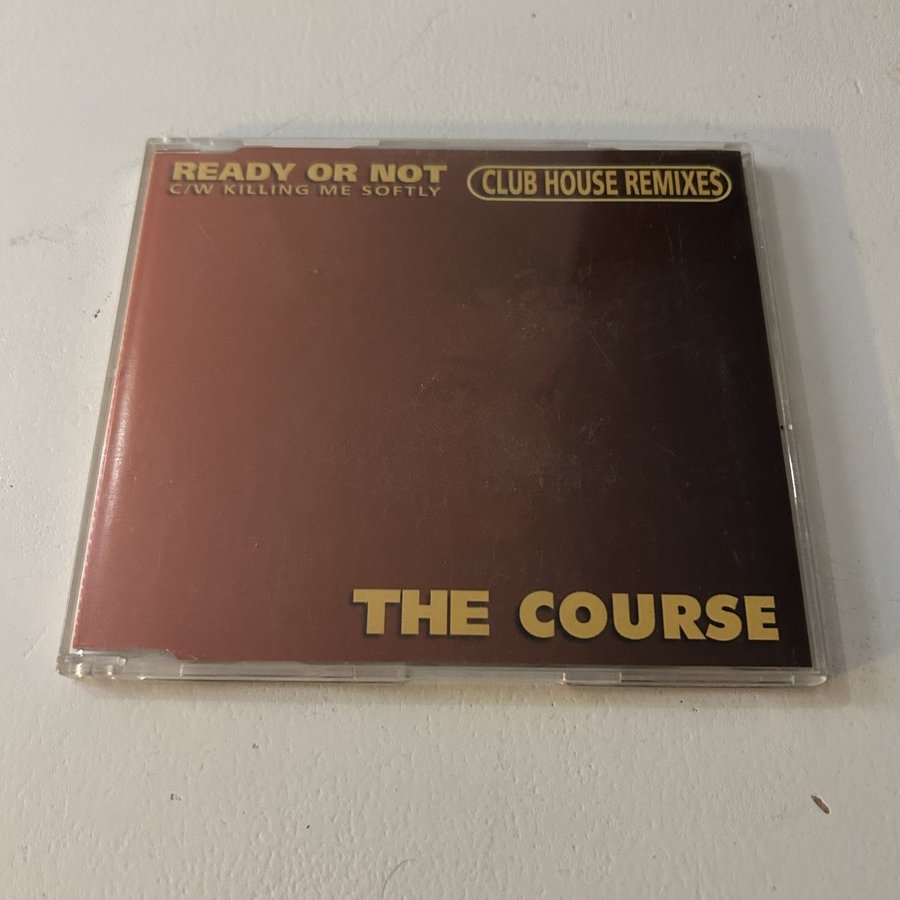 READY OR NOT
C/W KILLING ME SOFTLY
CLUB HOUSE REMIXES
THE COURSE